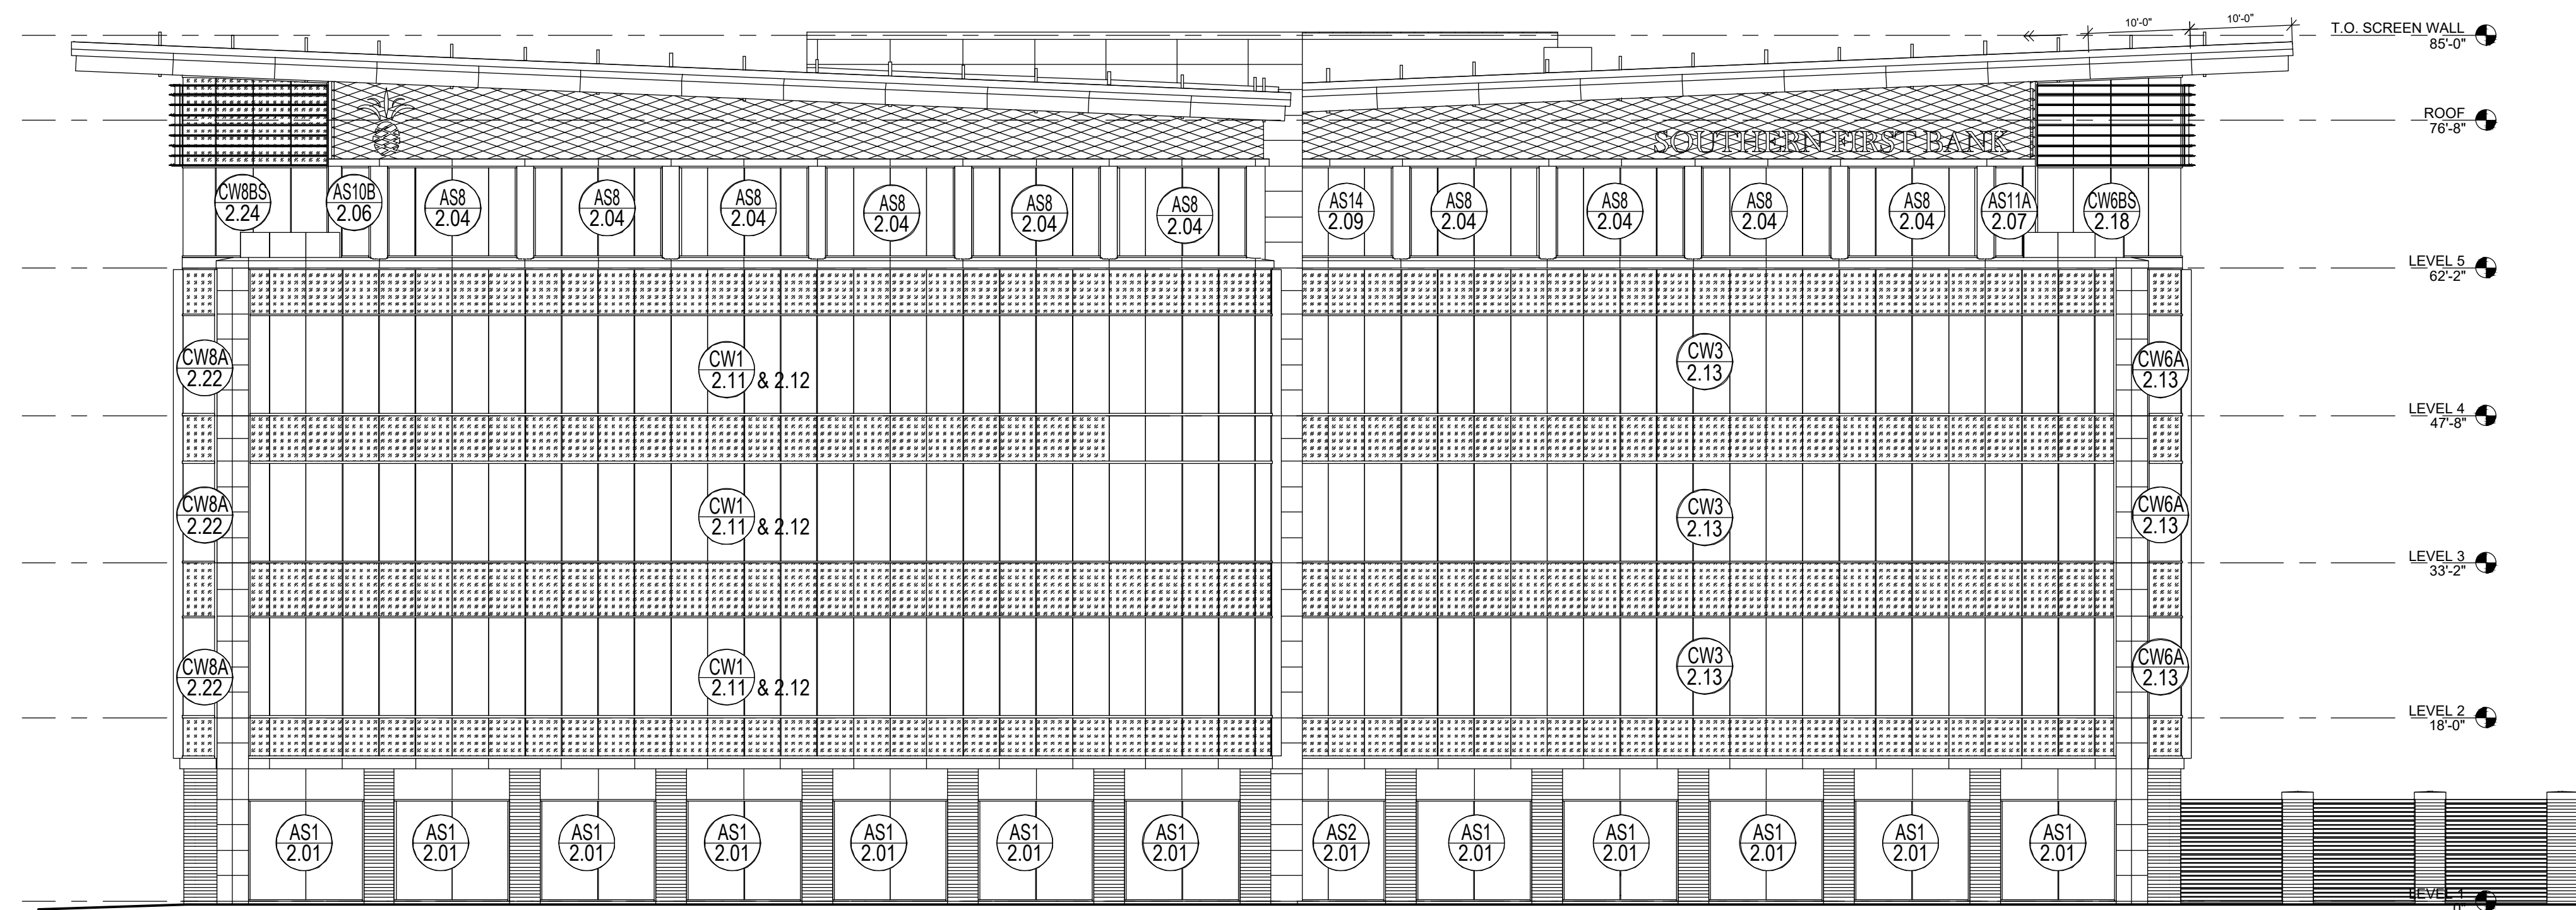 10'-0" 10'-0"
T.O. SCREEN WALL
85'-0"
ROOF
76'-8"
SOUTHERN FIRST BANK
CW8BS AS10B AS8 AS8 AS8 AS8 AS8 AS8 AS14 AS8 AS8 AS8 AS8 AS11A CW6BS
2.24 2.06 2.04 2.04 2.04 2.04 2.04 2.04 2.09 2.04 2.04 2.04 2.04 2.07 2.18
LEVEL 5
62'-2"
CW8A CW1 CW3 CW6A
2.22 2.11 & 2.12 2.13 2.13
LEVEL 4
47'-8"
CW8A CW1 CW3 CW6A
2.22 2.11 & 2.12 2.13 2.13
LEVEL 3
33'-2"
CW8A CW1 CW3 CW6A
2.22 2.11 & 2.12 2.13 2.13
LEVEL 2
18'-0"
AS1 AS1 AS1 AS1 AS1 AS1 AS1 AS2 AS1 AS1 AS1 AS1 AS1
2.01 2.01 2.01 2.01 2.01 2.01 2.01 2.01 2.01 2.01 2.01 2.01 2.01
LEVEL 1